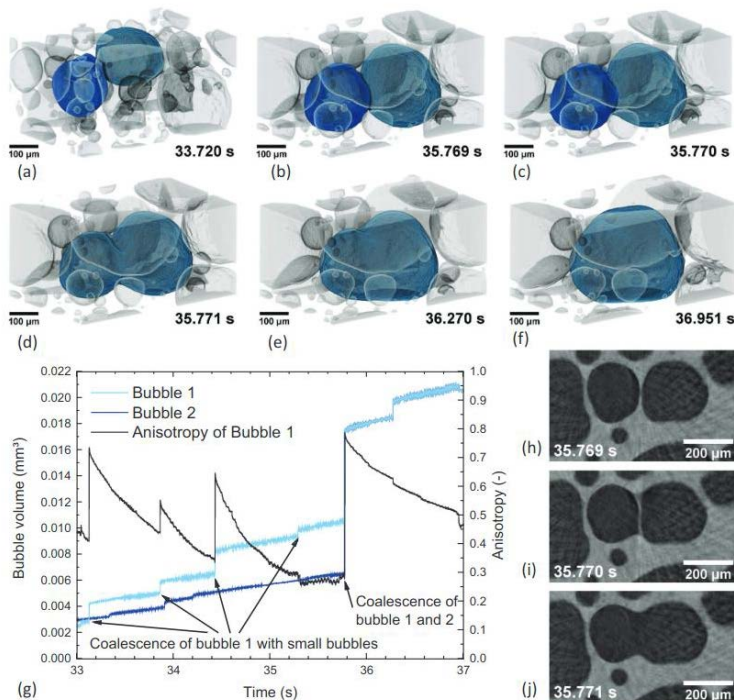 100 µm
33.720 s
(a)
100 µm
35.769 s
(b)
100 µm
35.770 s
(c)
100 µm
35.771 s
(d)
100 µm
36.270 s
(e)
100 µm
36.951 s
(f)
Bubble volume (mm³)
0.022
0.020
0.018
0.016
0.014
0.012
0.010
0.008
0.006
0.004
0.002
0.000
Bubble 1
Bubble 2
Anisotropy of Bubble 1
Coalescence of
bubble 1 and 2
Coalescence of bubble 1 with small bubbles
33
34
35
36
37
Time (s)
1.0
0.9
0.8
0.7
0.6
0.5
0.4
0.3
0.2
0.1
0.0
Anisotropy (-)
(g)
(h)
35.769 s
200 µm
(i)
35.770 s
200 µm
(j)
35.771 s
200 µm